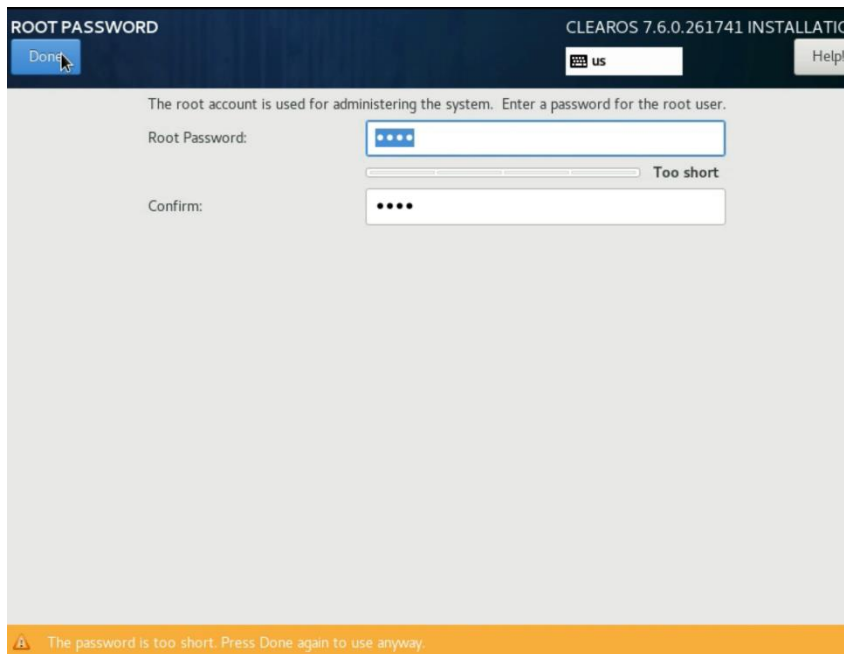 ROOT PASSWORD
CLEAROS 7.6.0.261741 INSTALLATIO
Done
us
Help!
The root account is used for administering the system. Enter a password for the root user.
Root Password: ••••
Too short
Confirm: ••••
The password is too short. Press Done again to use anyway.